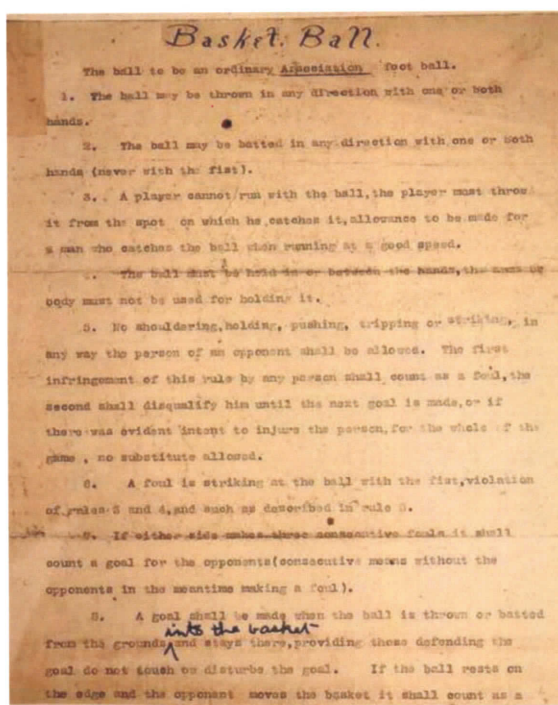 Basket Ball.
The ball to be an ordinary Association foot ball.
1. The ball may be thrown in any direction with one or both
hands.
2. The ball may be batted in any direction with one or both
hands (never with the fist).
3. A player cannot run with the ball, the player must throw
it from the spot on which he catches it, allowance to be made for
a man who catches the ball when running at a good speed.
4. The ball must be held in or between the hands, the arms or
body must not be used for holding it.
5. No shouldering, holding, pushing, tripping or striking, in
any way the person of an opponent shall be allowed. The first
infringement of this rule by any person shall count as a foul, the
second shall disqualify him until the next goal is made, or if
there was evident intent to injure the person, for the whole of the
game, no substitute allowed.
6. A foul is striking at the ball with the fist, violation
of rules 3 and 4, and such as described in rule 5.
7. If either side makes three consecutive fouls it shall
count a goal for the opponents (consecutive means without the
opponents in the meantime making a foul).
8. A goal shall be made when the ball is thrown or batted
into the basket
from the grounds and stays there, providing those defending the
goal do not touch or disturbe the goal. If the ball rests on
the edge and the opponent moves the basket it shall count as a